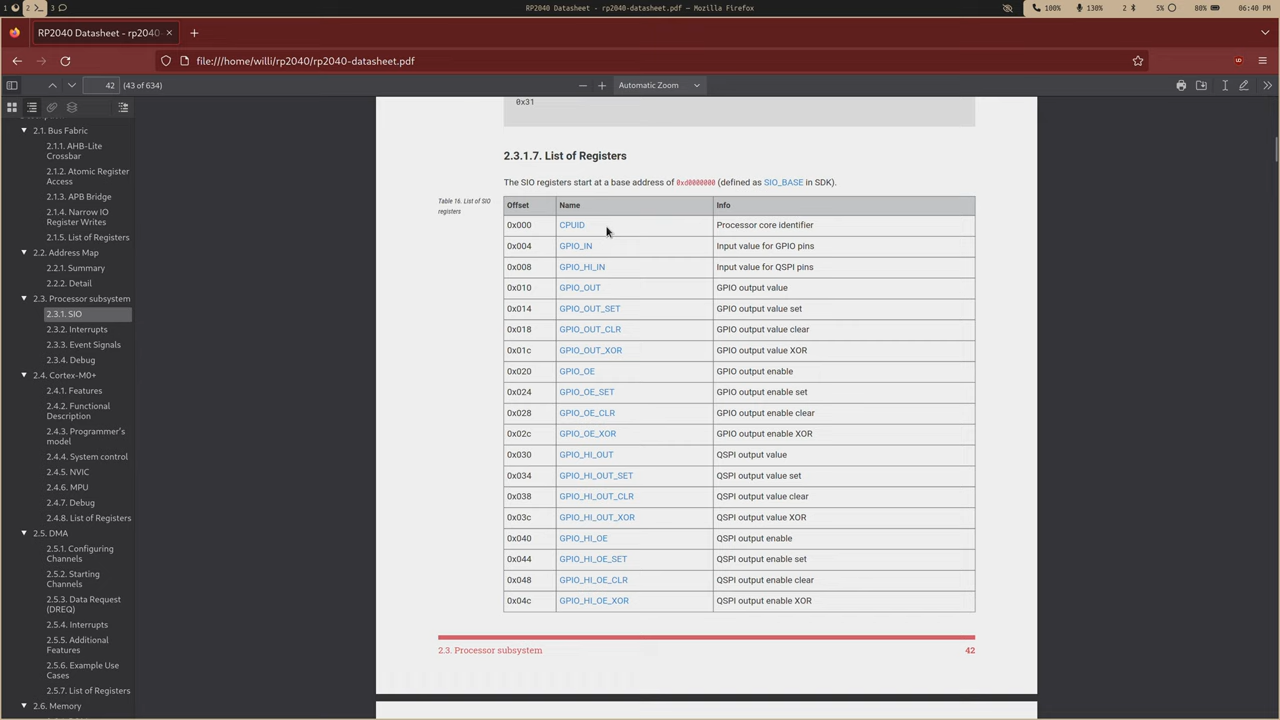 1 2 3
RP2040 Datasheet - rp2040-datasheet.pdf — Mozilla Firefox
100% 130% 2 5% 80% 06:40 PM
RP2040 Datasheet - rp2040-
file:///home/willi/rp2040/rp2040-datasheet.pdf
42 (43 of 634)
Automatic Zoom
2.1. Bus Fabric
2.1.1. AHB-Lite
Crossbar
2.1.2. Atomic Register
Access
2.1.3. APB Bridge
2.1.4. Narrow IO
Register Writes
2.1.5. List of Registers
2.2. Address Map
2.2.1. Summary
2.2.2. Detail
2.3. Processor subsystem
2.3.1. SIO
2.3.2. Interrupts
2.3.3. Event Signals
2.3.4. Debug
2.4. Cortex-M0+
2.4.1. Features
2.4.2. Functional
Description
2.4.3. Programmer's
model
2.4.4. System control
2.4.5. NVIC
2.4.6. MPU
2.4.7. Debug
2.4.8. List of Registers
2.5. DMA
2.5.1. Configuring
Channels
2.5.2. Starting
Channels
2.5.3. Data Request
(DREQ)
2.5.4. Interrupts
2.5.5. Additional
Features
2.5.6. Example Use
Cases
2.5.7. List of Registers
2.6. Memory
0x31
2.3.1.7. List of Registers
The SIO registers start at a base address of 0xd0000000 (defined as SIO_BASE in SDK).
Table 16. List of SIO
registers
Offset Name Info
0x000 CPUID Processor core identifier
0x004 GPIO_IN Input value for GPIO pins
0x008 GPIO_HI_IN Input value for QSPI pins
0x010 GPIO_OUT GPIO output value
0x014 GPIO_OUT_SET GPIO output value set
0x018 GPIO_OUT_CLR GPIO output value clear
0x01c GPIO_OUT_XOR GPIO output value XOR
0x020 GPIO_OE GPIO output enable
0x024 GPIO_OE_SET GPIO output enable set
0x028 GPIO_OE_CLR GPIO output enable clear
0x02c GPIO_OE_XOR GPIO output enable XOR
0x030 GPIO_HI_OUT QSPI output value
0x034 GPIO_HI_OUT_SET QSPI output value set
0x038 GPIO_HI_OUT_CLR QSPI output value clear
0x03c GPIO_HI_OUT_XOR QSPI output value XOR
0x040 GPIO_HI_OE QSPI output enable
0x044 GPIO_HI_OE_SET QSPI output enable set
0x048 GPIO_HI_OE_CLR QSPI output enable clear
0x04c GPIO_HI_OE_XOR QSPI output enable XOR
2.3. Processor subsystem 42